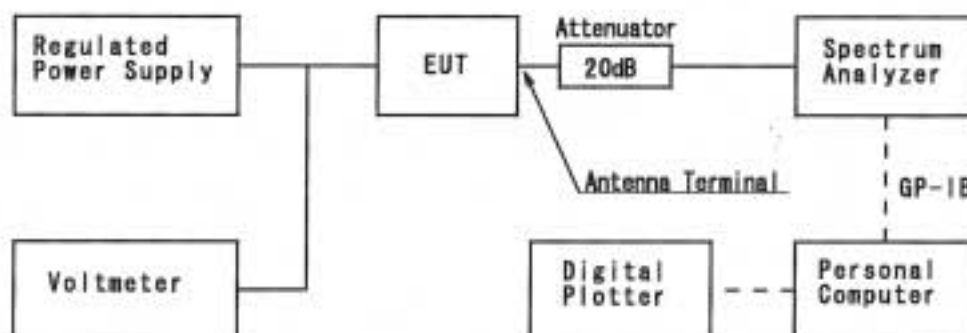 Regulated
Power Supply
EUT
Attenuator
20dB
Spectrum
Analyzer
Antenna Terminal
GP-IB
Voltmeter
Digital
Plotter
Personal
Computer